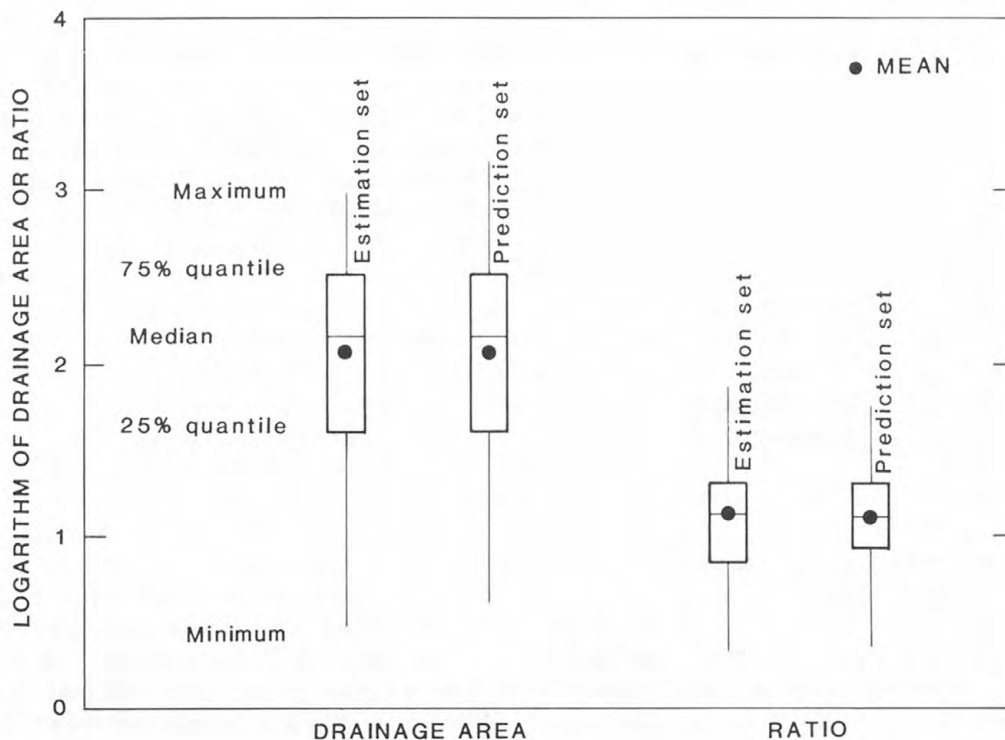 LOGARITHM OF DRAINAGE AREA OR RATIO
4
3
2
1
0
MEAN
Maximum
75% quantile
Median
25% quantile
Minimum
Estimation set
Prediction set
Estimation set
Prediction set
DRAINAGE AREA
RATIO